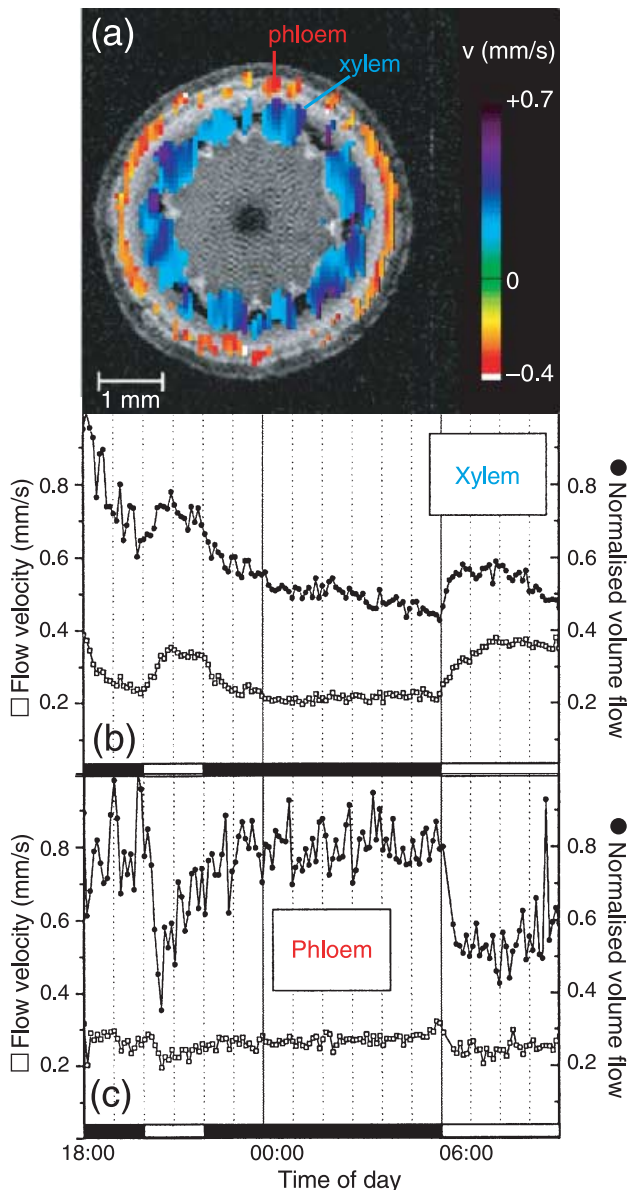 (a)
phloem
xylem
v (mm/s)
+0.7
0
−0.4
1 mm
(b)
Xylem
0.8
0.6
0.4
0.2
□ Flow velocity (mm/s)
0.8
0.6
0.4
0.2
● Normalised volume flow
(c)
Phloem
0.8
0.6
0.4
0.2
□ Flow velocity (mm/s)
0.8
0.6
0.4
0.2
● Normalised volume flow
18:00
00:00
06:00
Time of day